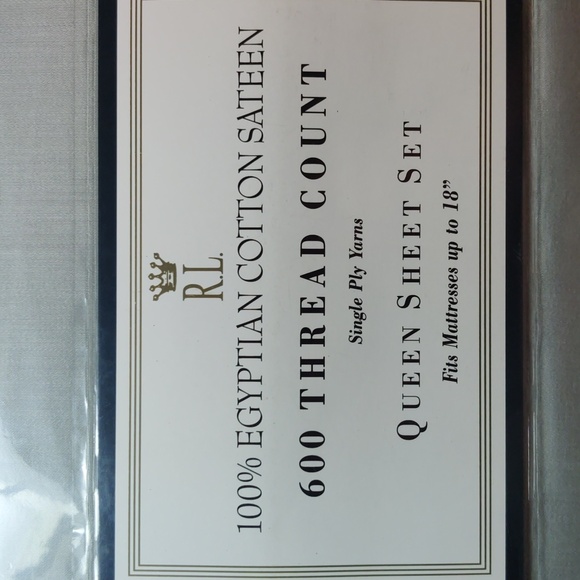 R.L.
100% EGYPTIAN COTTON SATEEN
600 THREAD COUNT
Single Ply Yarns
QUEEN SHEET SET
Fits Mattresses up to 18”